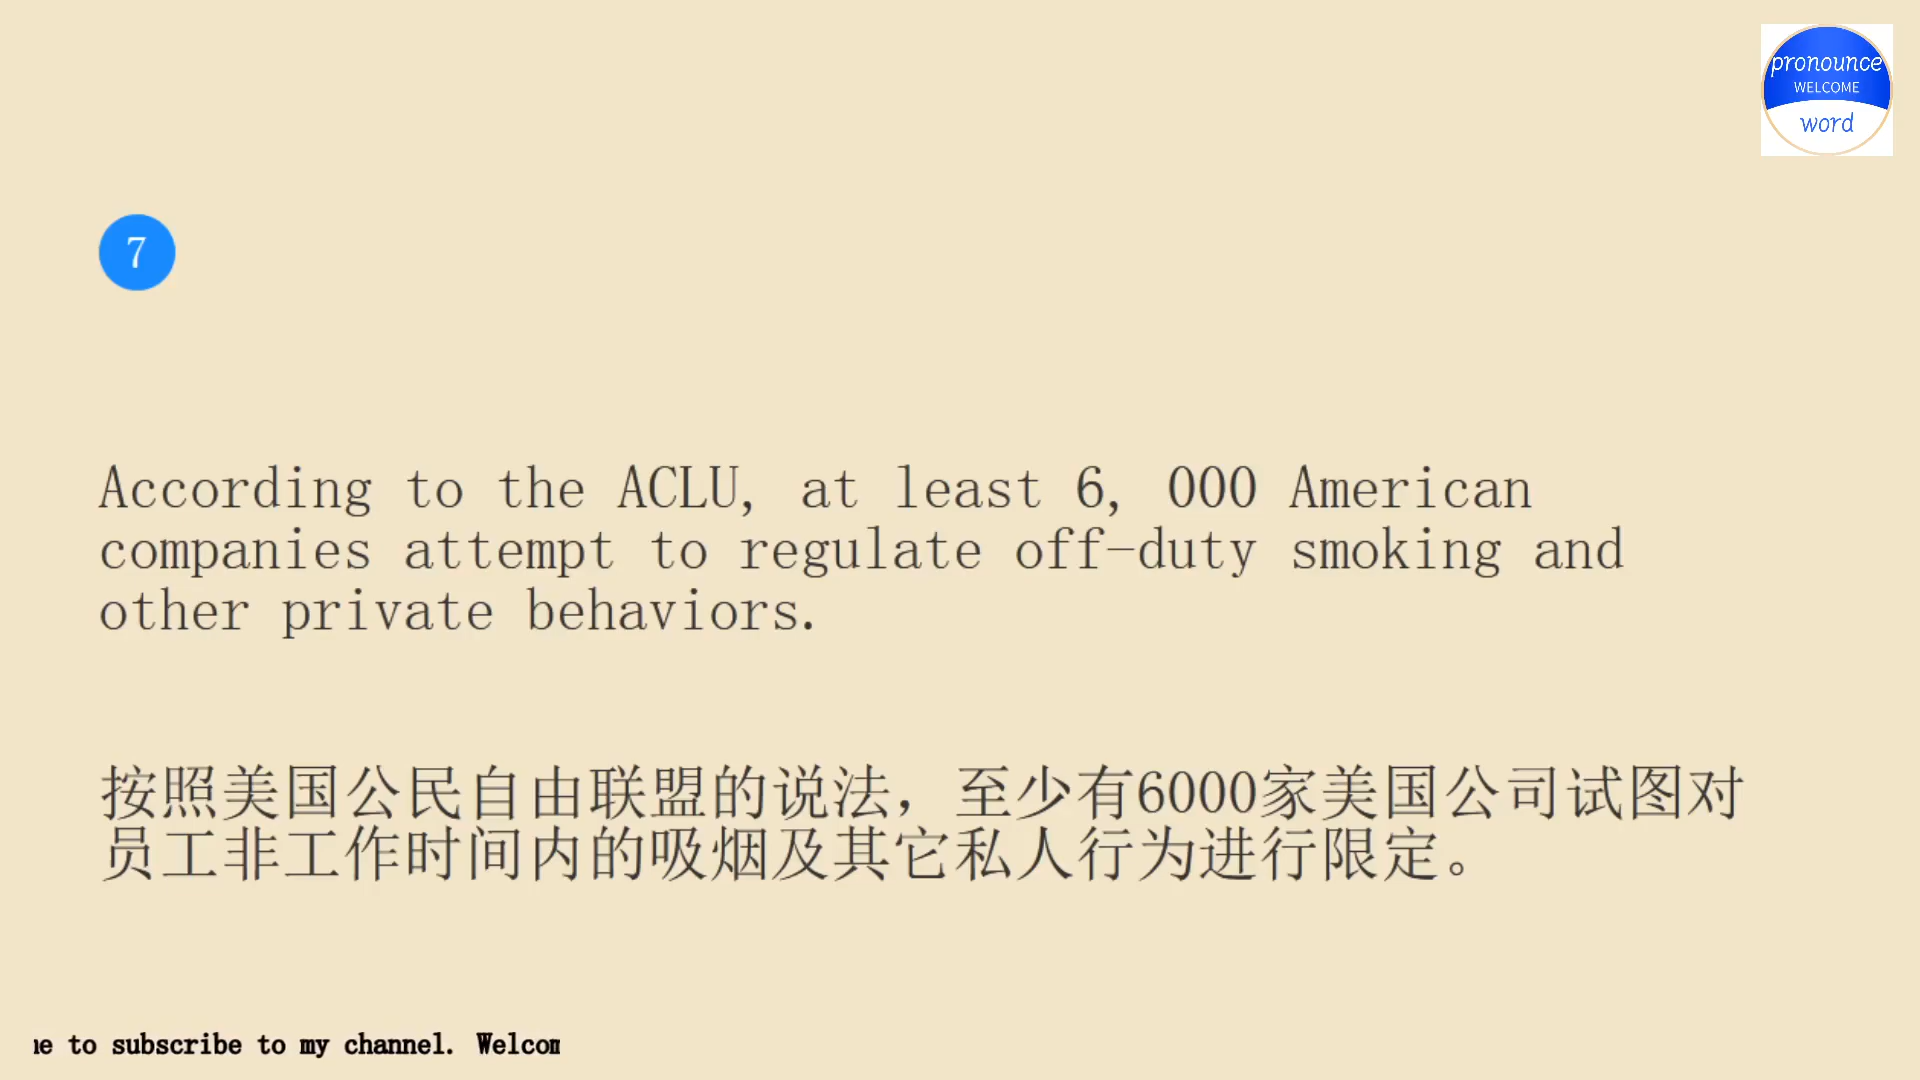 pronounce
WELCOME
word
7
According to the ACLU, at least 6, 000 American
companies attempt to regulate off-duty smoking and
other private behaviors.
按照美国公民自由联盟的说法，至少有6000家美国公司试图对
员工非工作时间内的吸烟及其它私人行为进行限定。
to subscribe to my channel. Welcom